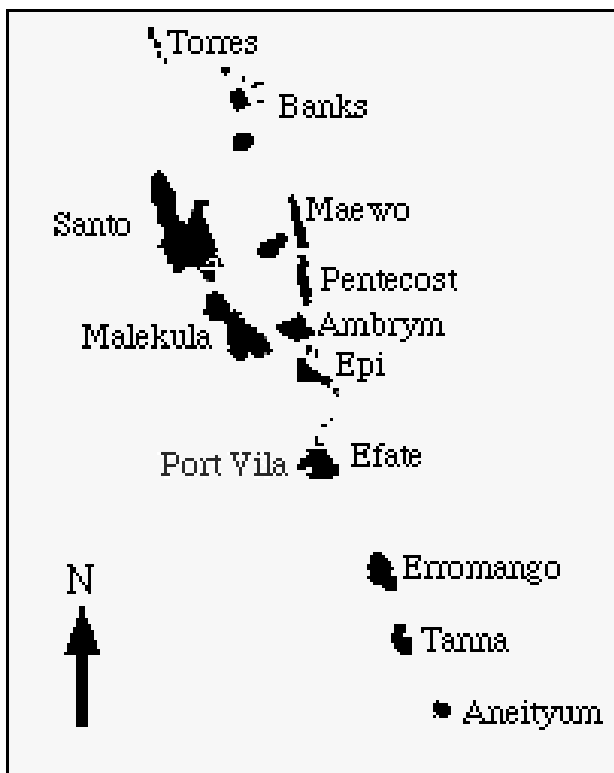 Torres
Banks
Maewo
Santo
Pentecost
Ambrym
Malekula
Epi
Efate
Port Vila
Erromango
N
Tanna
Aneityum